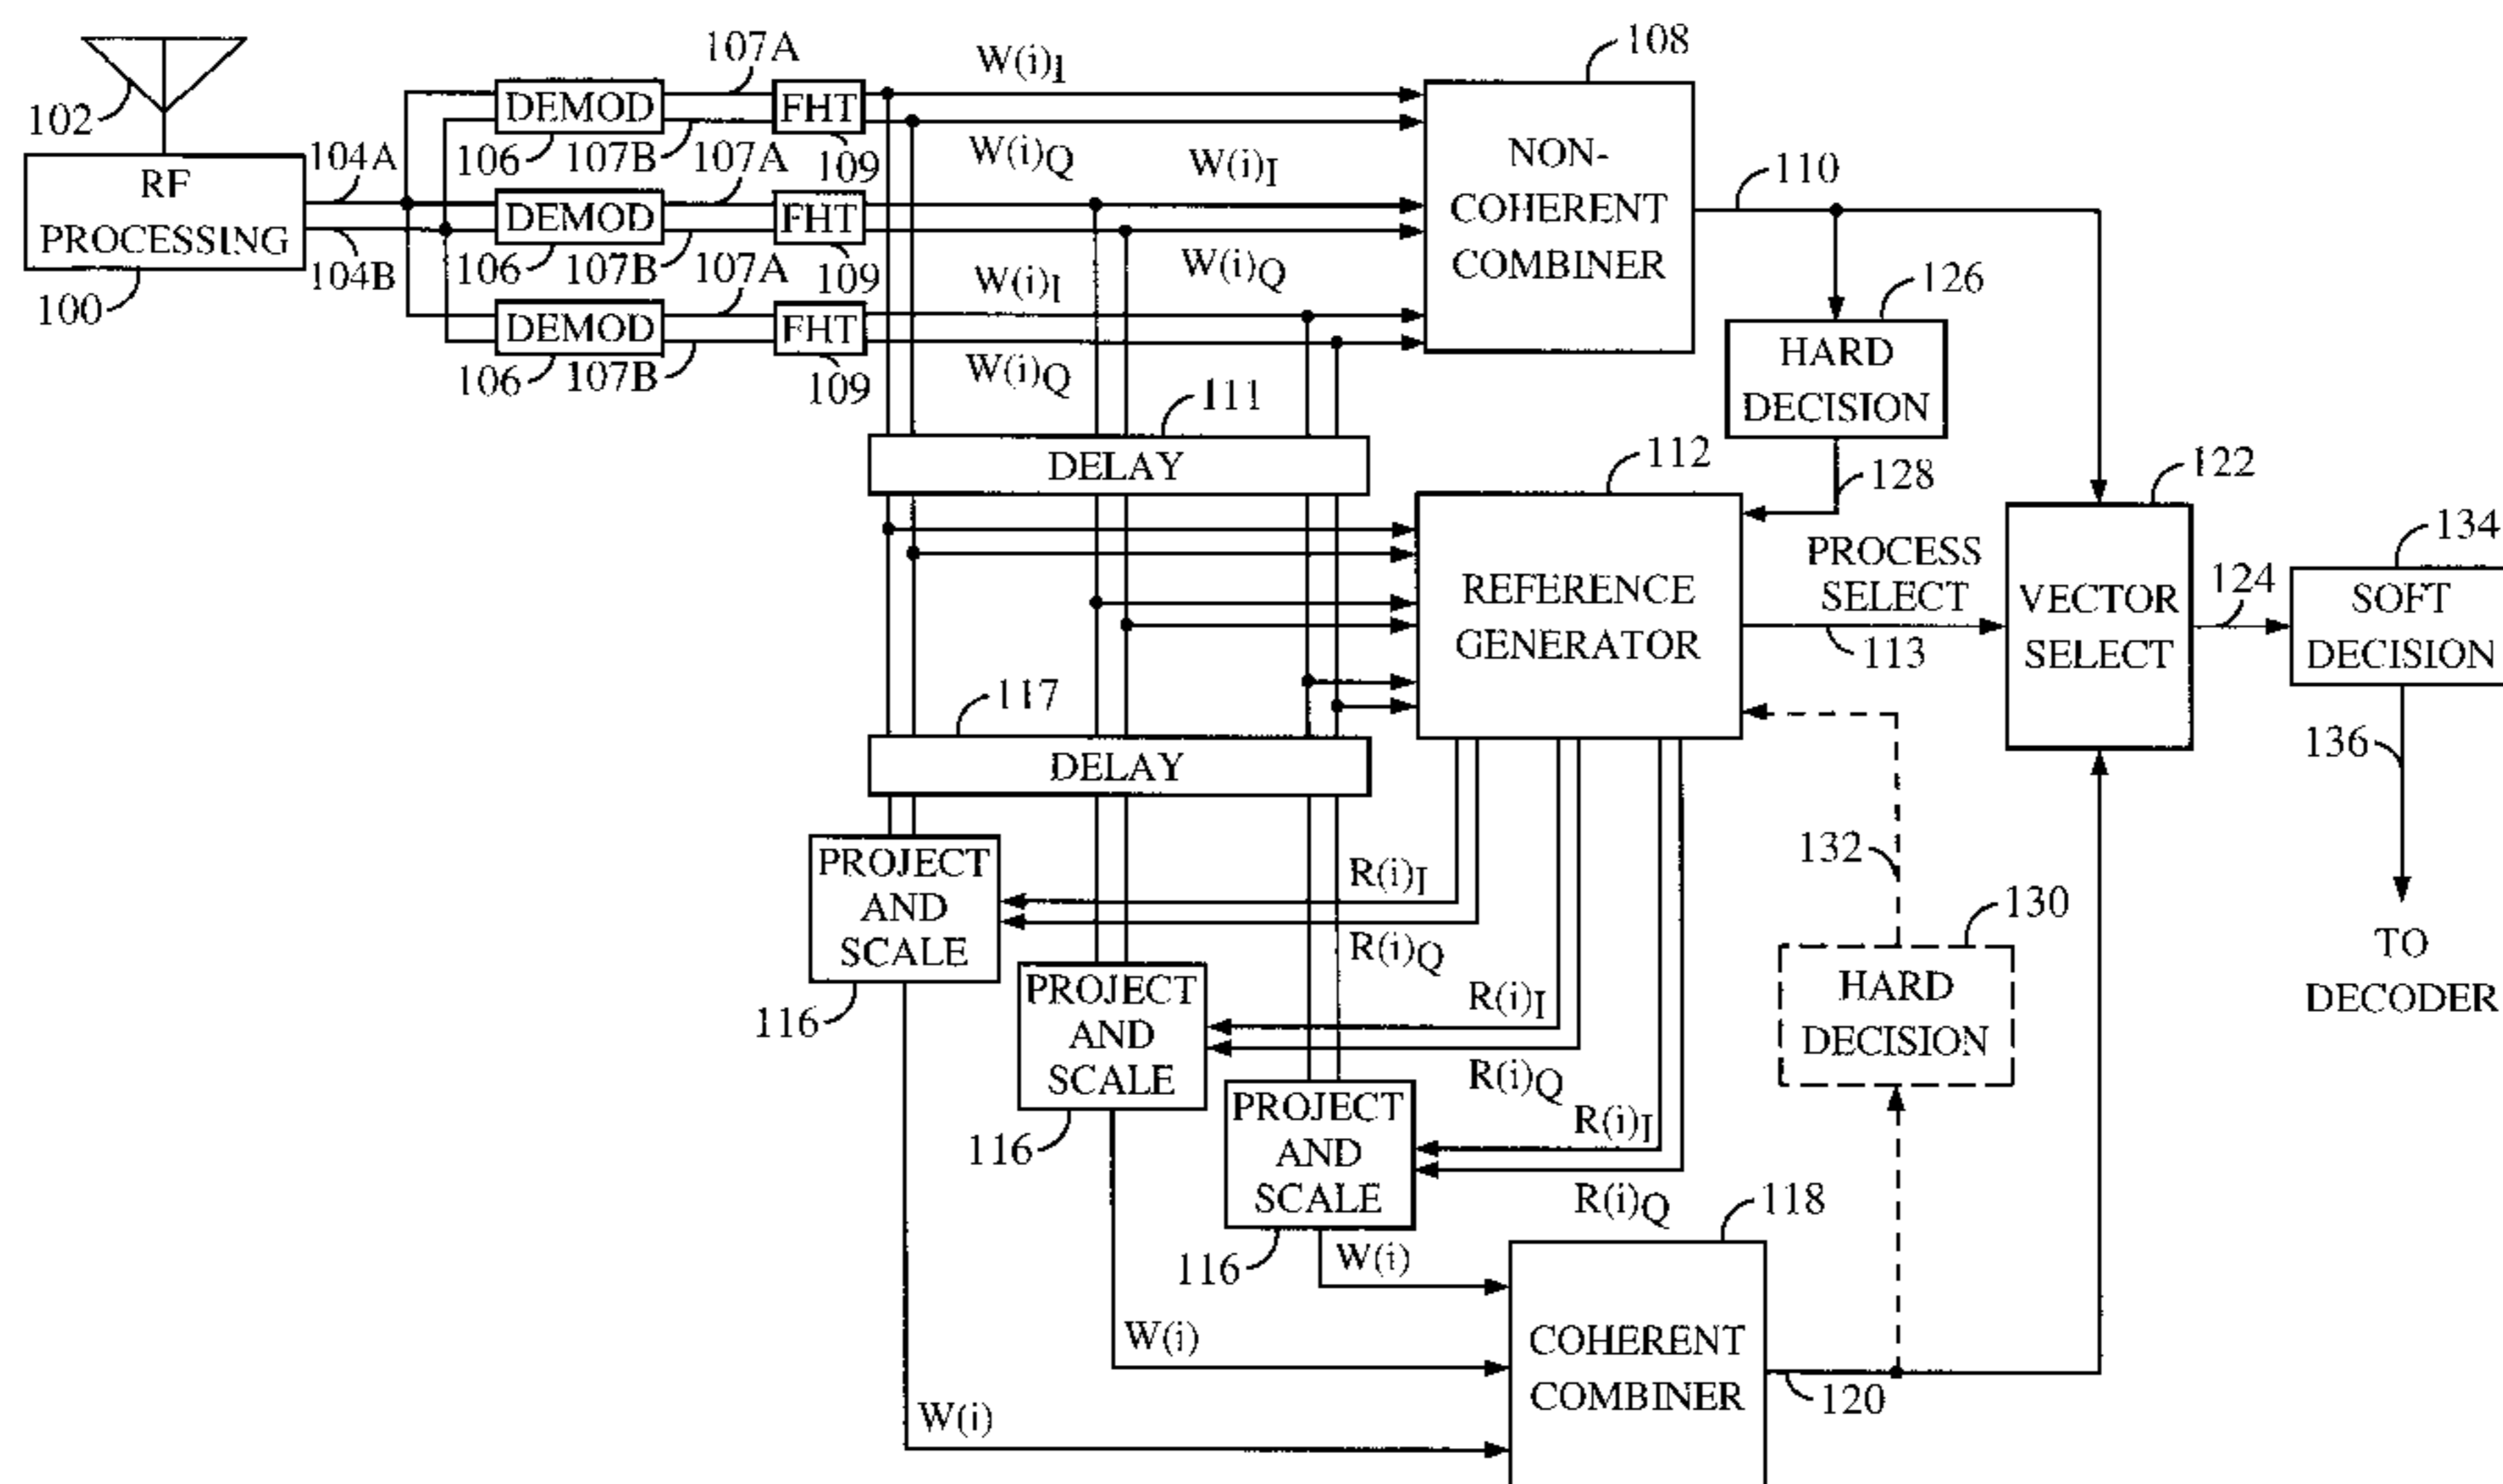 102
RF
PROCESSING
100
104A
104B
DEMOD
106
107A
107B
FHT
109
W(i)I
W(i)Q
DEMOD
106
107A
107B
FHT
109
W(i)I
W(i)Q
DEMOD
106
107A
107B
FHT
109
W(i)I
W(i)Q
108
NON-
COHERENT
COMBINER
110
126
HARD
DECISION
128
111
DELAY
112
REFERENCE
GENERATOR
PROCESS
SELECT
113
122
VECTOR
SELECT
124
134
SOFT
DECISION
136
TO
DECODER
117
DELAY
PROJECT
AND
SCALE
116
R(i)I
R(i)Q
PROJECT
AND
SCALE
116
R(i)I
R(i)Q
PROJECT
AND
SCALE
116
R(i)I
R(i)Q
132
130
HARD
DECISION
W(i)
W(i)
W(i)
118
COHERENT
COMBINER
120